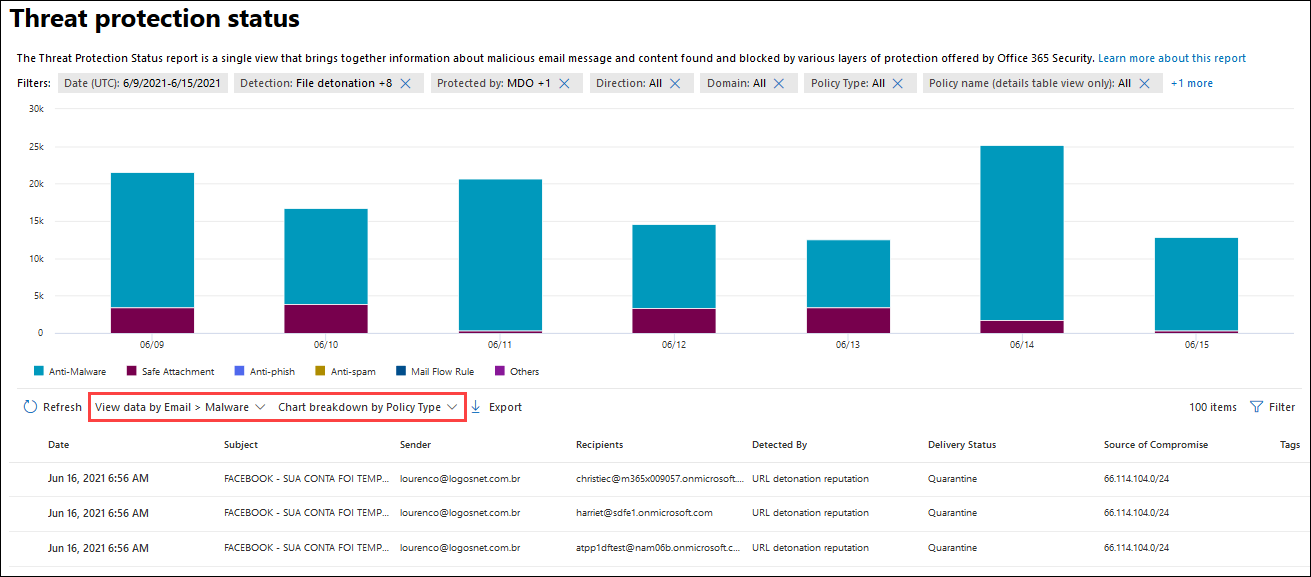 Threat protection status
The Threat Protection Status report is a single view that brings together information about malicious email message and content found and blocked by various layers of protection offered by Office 365 Security. Learn more about this report
Filters: Date (UTC): 6/9/2021-6/15/2021 Detection: File detonation +8 Protected by: MDO +1 Direction: All Domain: All Policy Type: All Policy name (details table view only): All +1 more
30k
25k
20k
15k
10k
5k
0
06/09 06/10 06/11 06/12 06/13 06/14 06/15
Anti-Malware Safe Attachment Anti-phish Anti-spam Mail Flow Rule Others
Refresh View data by Email > Malware Chart breakdown by Policy Type Export 100 items Filter
Date Subject Sender Recipients Detected By Delivery Status Source of Compromise Tags
Jun 16, 2021 6:56 AM FACEBOOK - SUA CONTA FOI TEMP... lourenco@logosnet.com.br christiec@m365x009057.onmicrosoft.... URL detonation reputation Quarantine 66.114.104.0/24
Jun 16, 2021 6:56 AM FACEBOOK - SUA CONTA FOI TEMP... lourenco@logosnet.com.br harriet@sdfe1.onmicrosoft.com URL detonation reputation Quarantine 66.114.104.0/24
Jun 16, 2021 6:56 AM FACEBOOK - SUA CONTA FOI TEMP... lourenco@logosnet.com.br atpp1dftest@nam06b.onmicrosoft.c... URL detonation reputation Quarantine 66.114.104.0/24